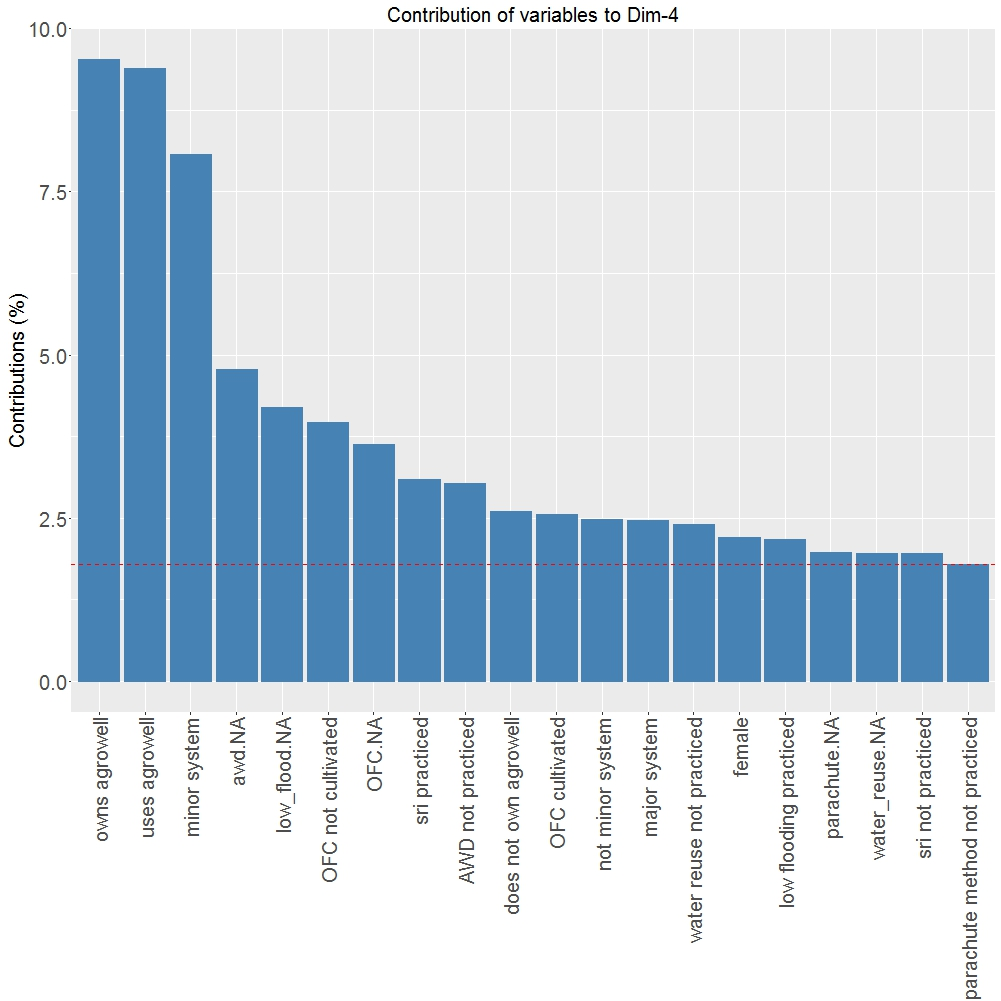 Contribution of variables to Dim-4
Contributions (%)
10.0
7.5
5.0
2.5
0.0
owns agrowell
uses agrowell
minor system
awd.NA
low_flood.NA
OFC not cultivated
OFC.NA
sri practiced
AWD not practiced
does not own agrowell
OFC cultivated
not minor system
major system
water reuse not practiced
female
low flooding practiced
parachute.NA
water_reuse.NA
sri not practiced
parachute method not practiced